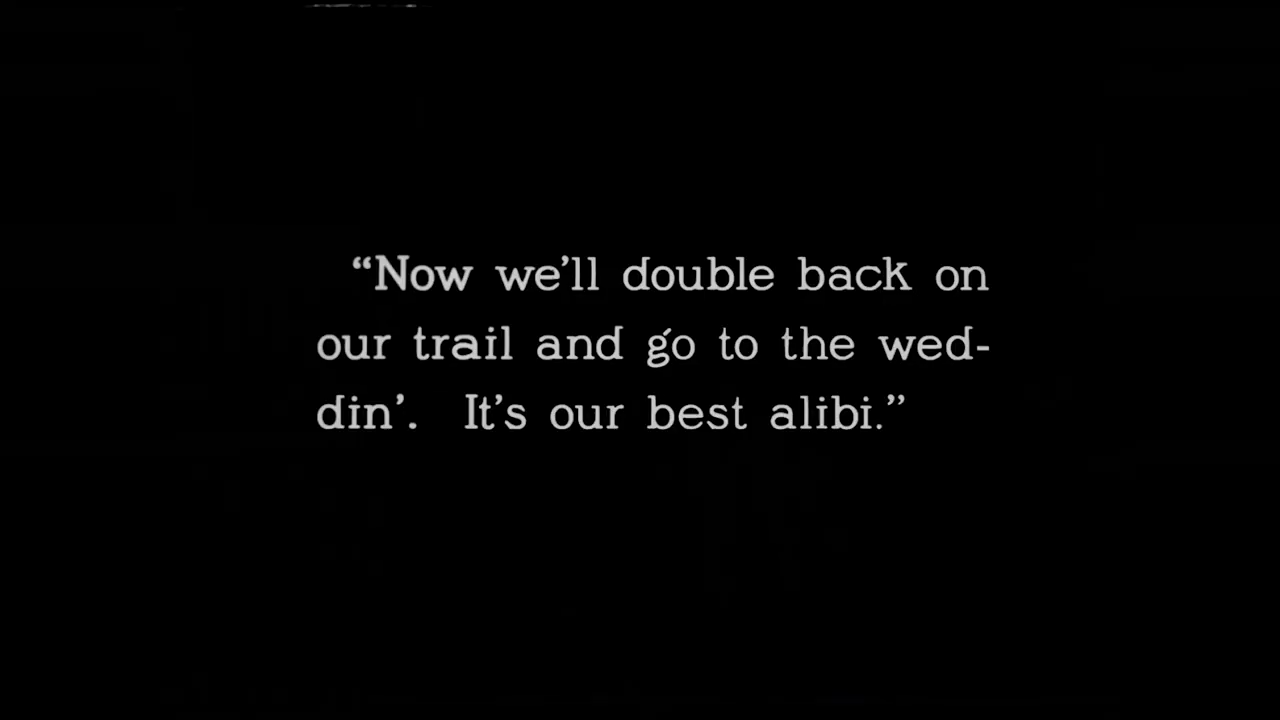 “Now we’ll double back on
our trail and go to the wed-
din’. It’s our best alibi.”